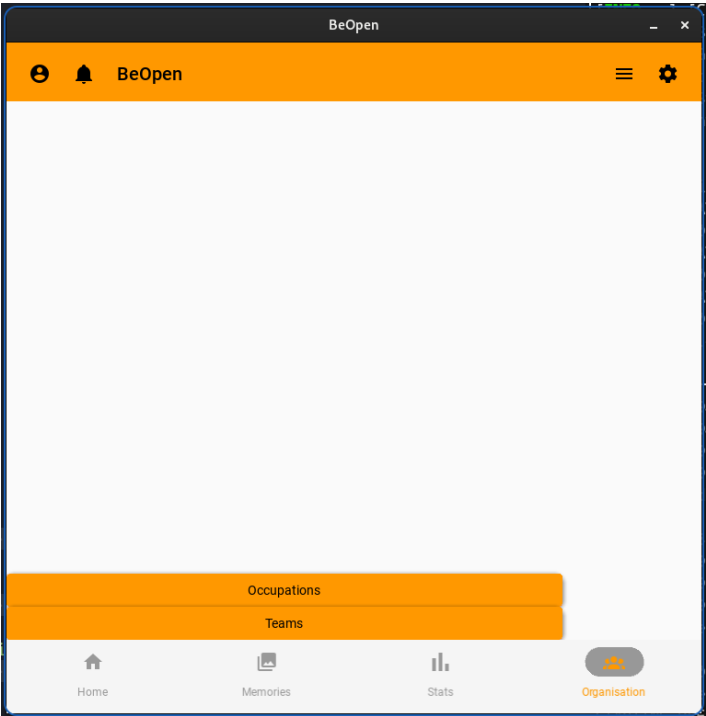 BeOpen
BeOpen
Occupations
Teams
Home
Memories
Stats
Organisation